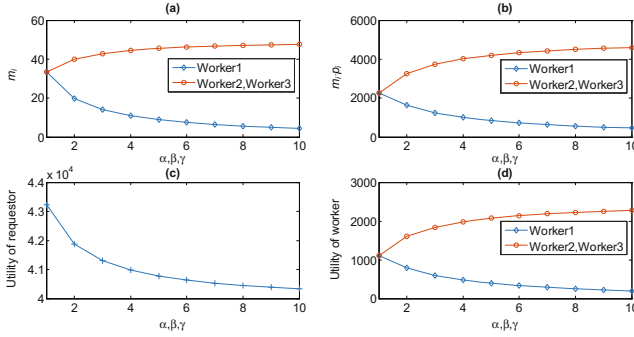 (a)
m_i
60
40
20
0
Worker1
Worker2,Worker3
2 4 6 8 10
α,β,γ
(b)
m_i·p_i
6000
4000
2000
0
Worker1
Worker2,Worker3
2 4 6 8 10
α,β,γ
(c)
× 10^4
Utility of requestor
4.4
4.3
4.2
4.1
4
2 4 6 8 10
α,β,γ
(d)
Utility of worker
3000
2000
1000
0
Worker1
Worker2,Worker3
2 4 6 8 10
α,β,γ